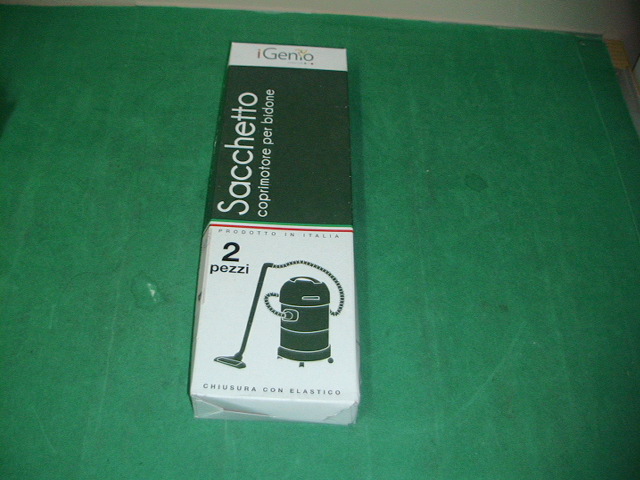 iGenio
Sacchetto
coprimotore per bidone
PRODOTTO IN ITALIA
2
pezzi
CHIUSURA CON ELASTICO